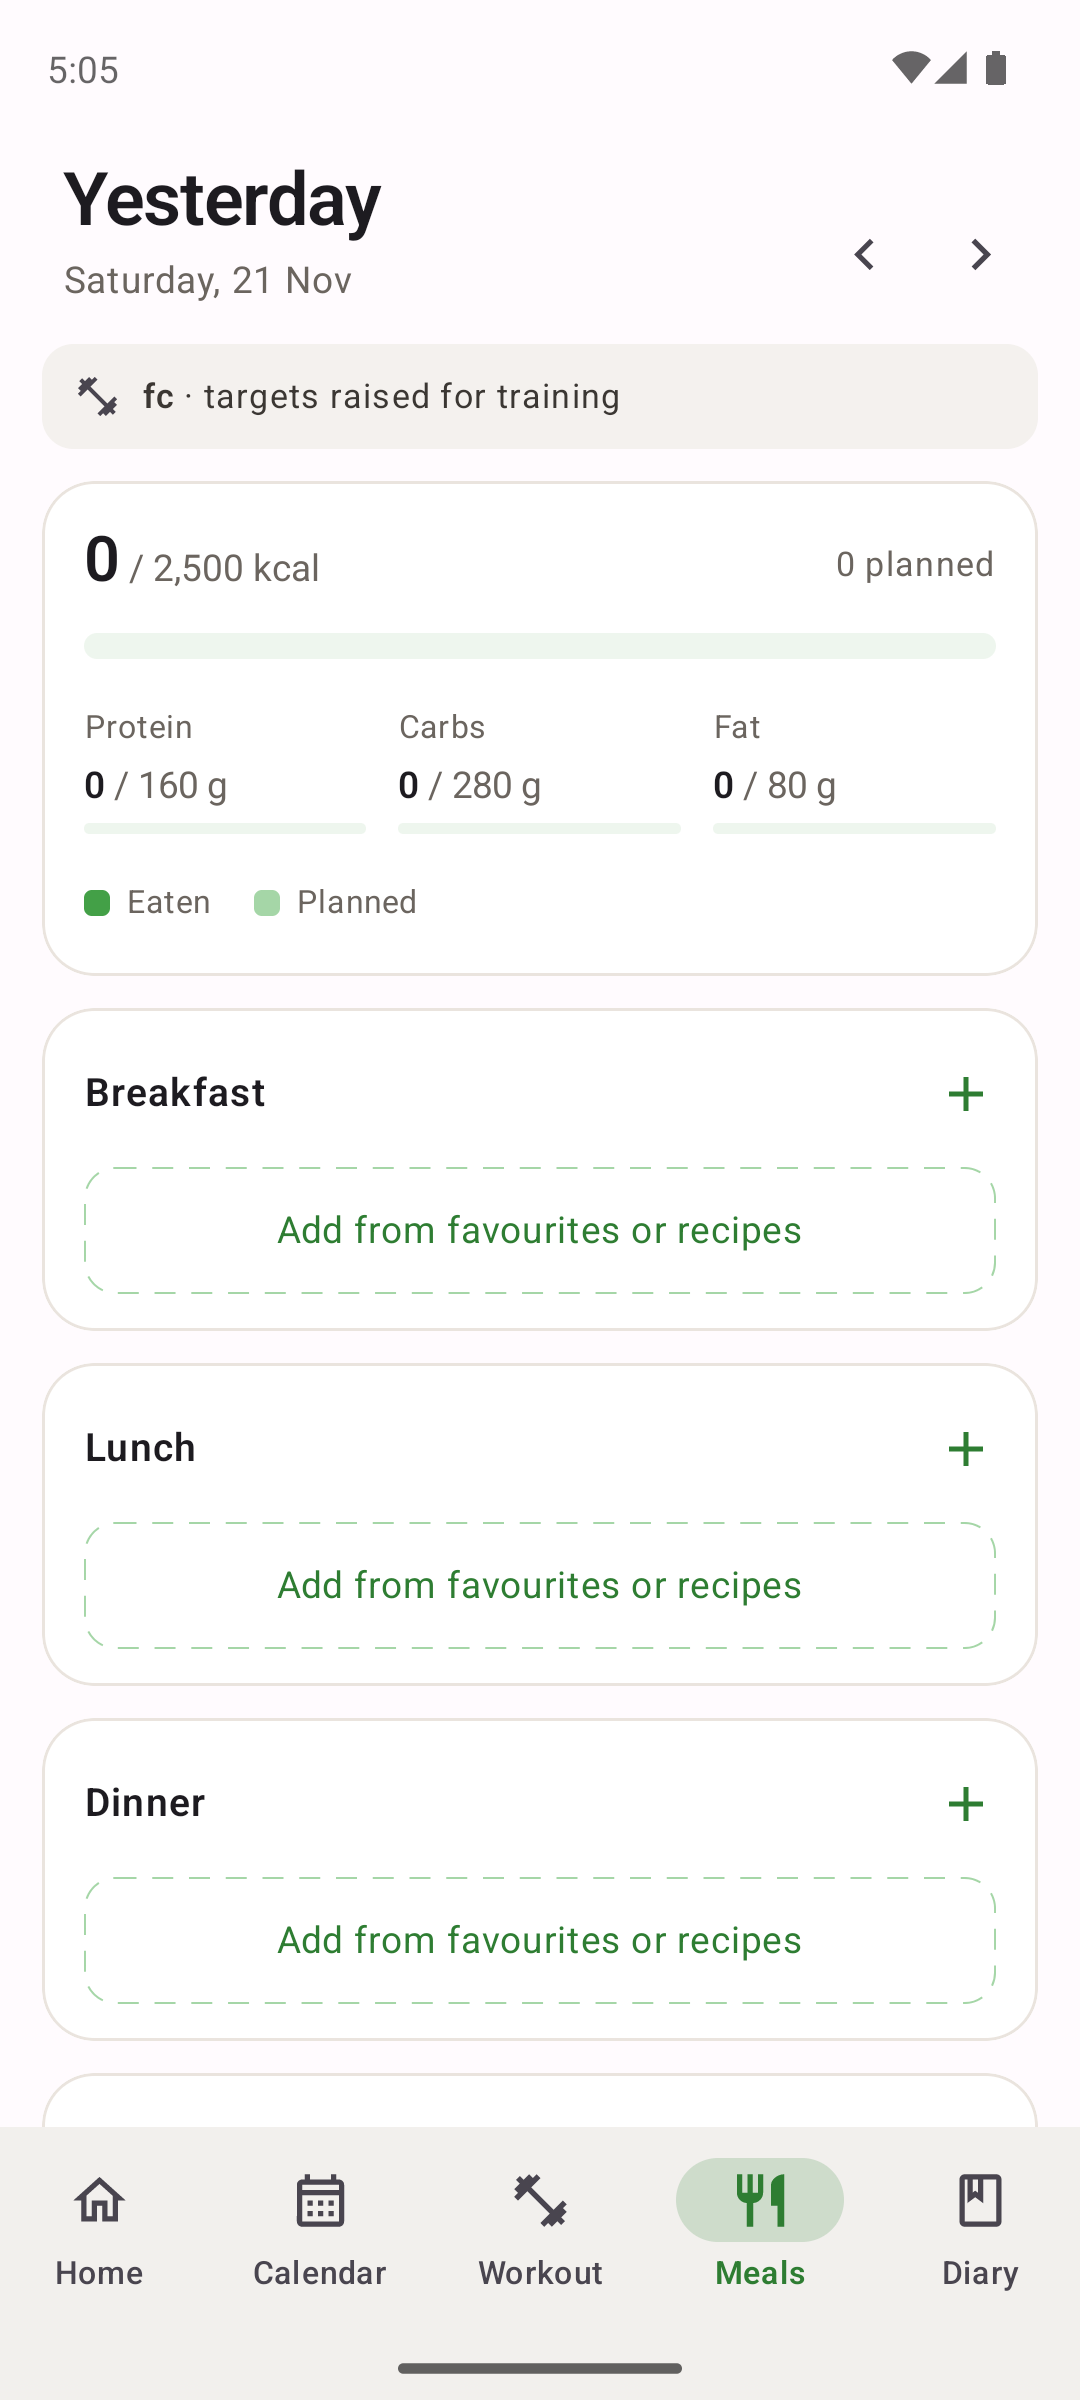 5:05
Yesterday
Saturday, 21 Nov
fc · targets raised for training
0 / 2,500 kcal
0 planned
Protein
Carbs
Fat
0 / 160 g
0 / 280 g
0 / 80 g
Eaten
Planned
Breakfast
Add from favourites or recipes
Lunch
Add from favourites or recipes
Dinner
Add from favourites or recipes
Home
Calendar
Workout
Meals
Diary